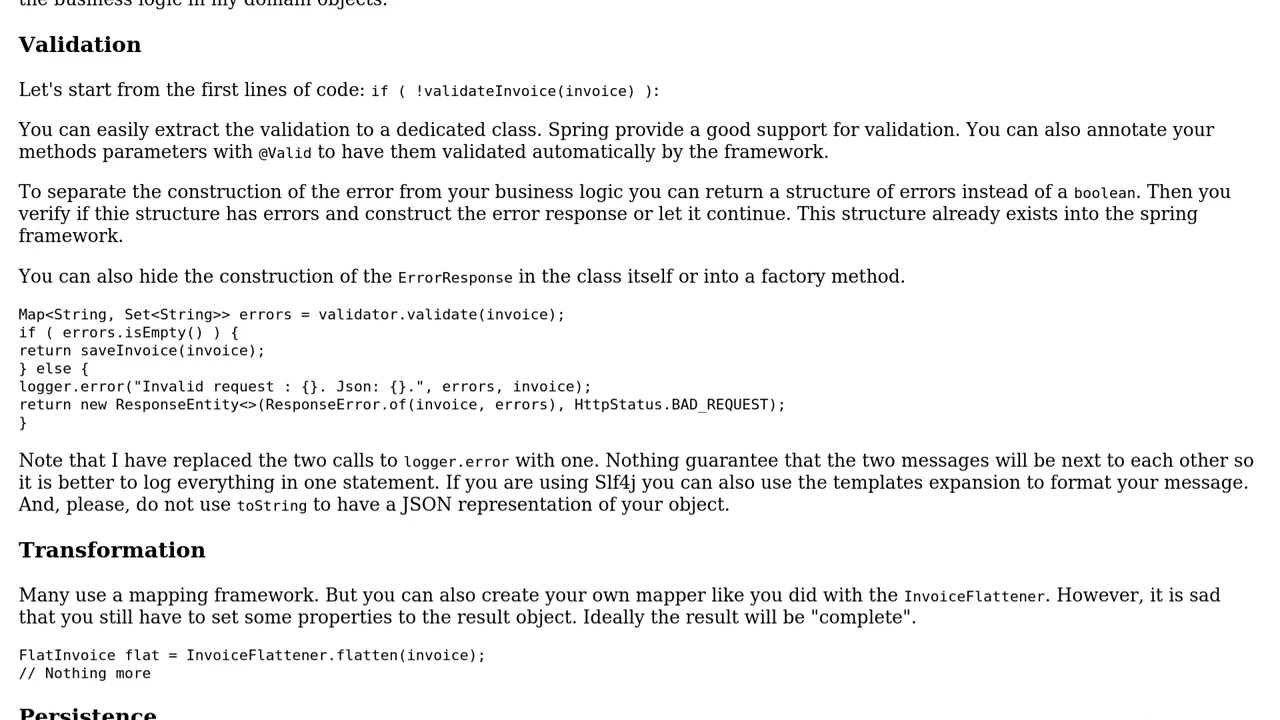 the business logic in my domain objects.
Validation
Let's start from the first lines of code: if ( !validateInvoice(invoice) ):
You can easily extract the validation to a dedicated class. Spring provide a good support for validation. You can also annotate your
methods parameters with @Valid to have them validated automatically by the framework.
To separate the construction of the error from your business logic you can return a structure of errors instead of a boolean. Then you
verify if thie structure has errors and construct the error response or let it continue. This structure already exists into the spring
framework.
You can also hide the construction of the ErrorResponse in the class itself or into a factory method.
Map<String, Set<String>> errors = validator.validate(invoice);
if ( errors.isEmpty() ) {
return saveInvoice(invoice);
} else {
logger.error("Invalid request : {}. Json: {}.", errors, invoice);
return new ResponseEntity<>(ResponseError.of(invoice, errors), HttpStatus.BAD_REQUEST);
}
Note that I have replaced the two calls to logger.error with one. Nothing guarantee that the two messages will be next to each other so
it is better to log everything in one statement. If you are using Slf4j you can also use the templates expansion to format your message.
And, please, do not use toString to have a JSON representation of your object.
Transformation
Many use a mapping framework. But you can also create your own mapper like you did with the InvoiceFlattener. However, it is sad
that you still have to set some properties to the result object. Ideally the result will be "complete".
FlatInvoice flat = InvoiceFlattener.flatten(invoice);
// Nothing more
Persistence